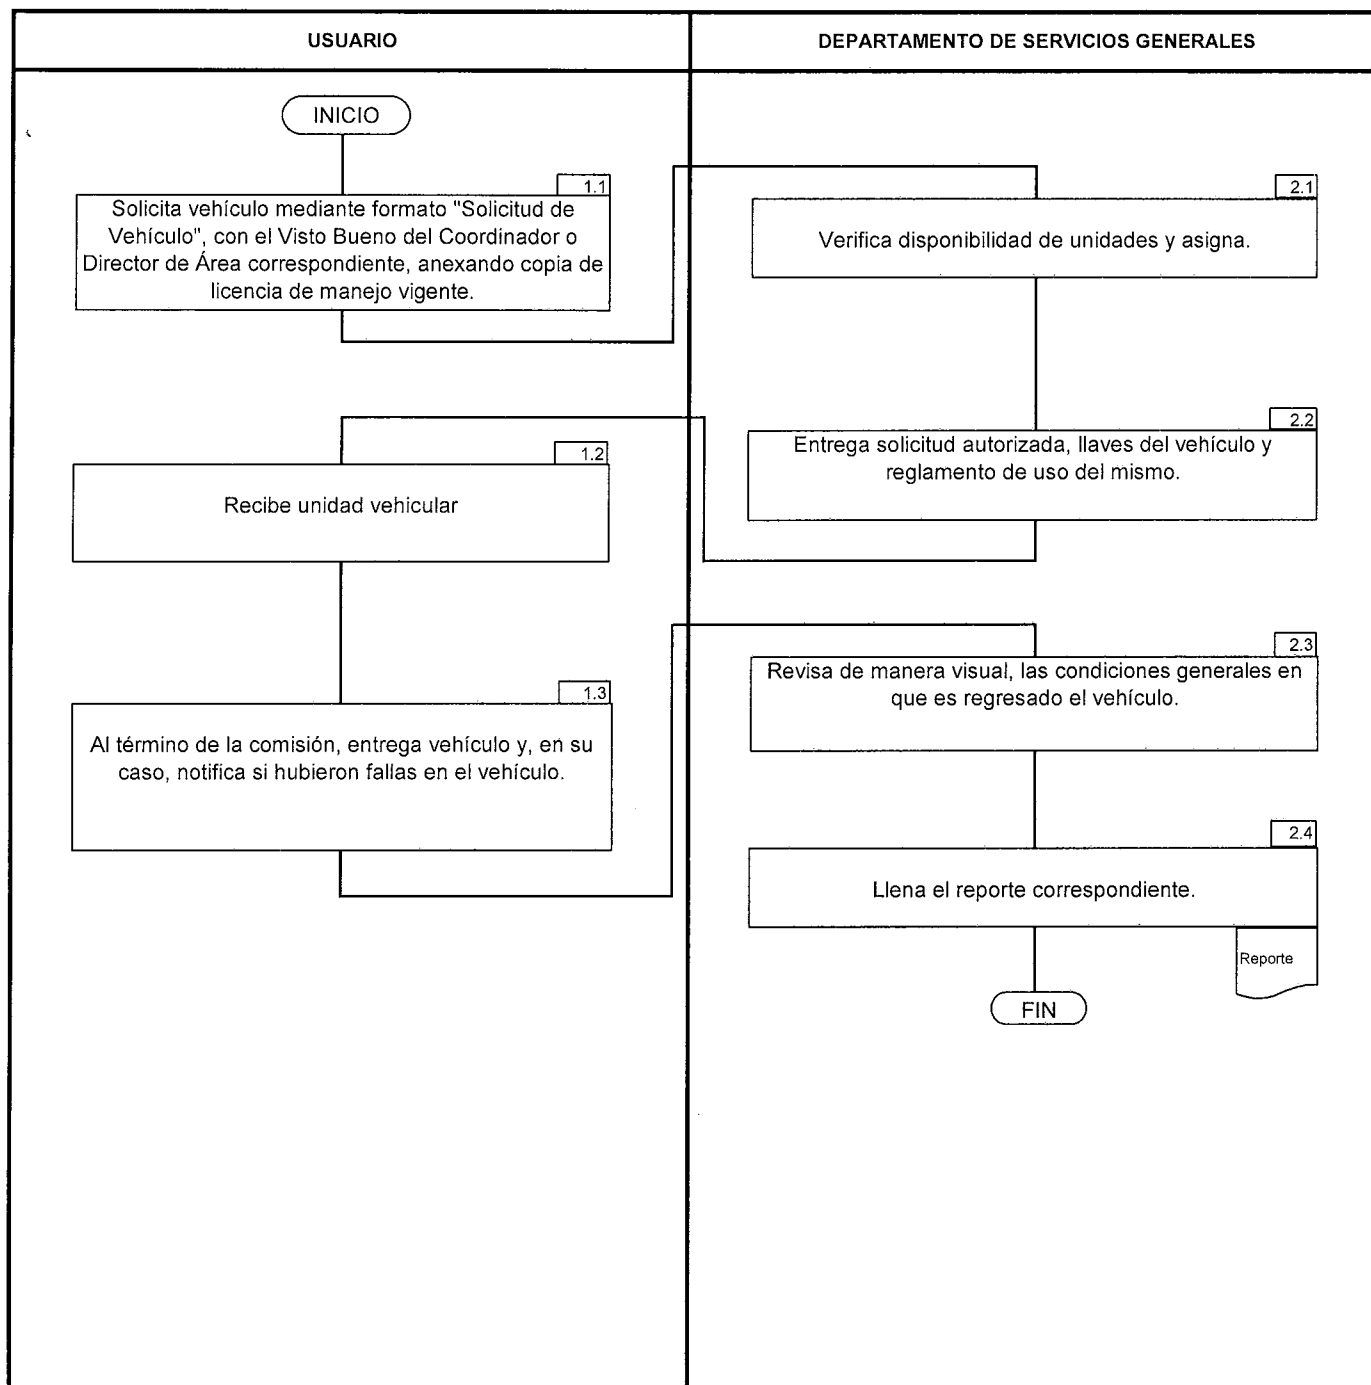 USUARIO
DEPARTAMENTO DE SERVICIOS GENERALES
INICIO
1.1
Solicita vehículo mediante formato "Solicitud de
Vehículo", con el Visto Bueno del Coordinador o
Director de Área correspondiente, anexando copia de
licencia de manejo vigente.
2.1
Verifica disponibilidad de unidades y asigna.
2.2
Entrega solicitud autorizada, llaves del vehículo y
reglamento de uso del mismo.
1.2
Recibe unidad vehicular
1.3
Al término de la comisión, entrega vehículo y, en su
caso, notifica si hubieron fallas en el vehículo.
2.3
Revisa de manera visual, las condiciones generales en
que es regresado el vehículo.
2.4
Llena el reporte correspondiente.
Reporte
FIN